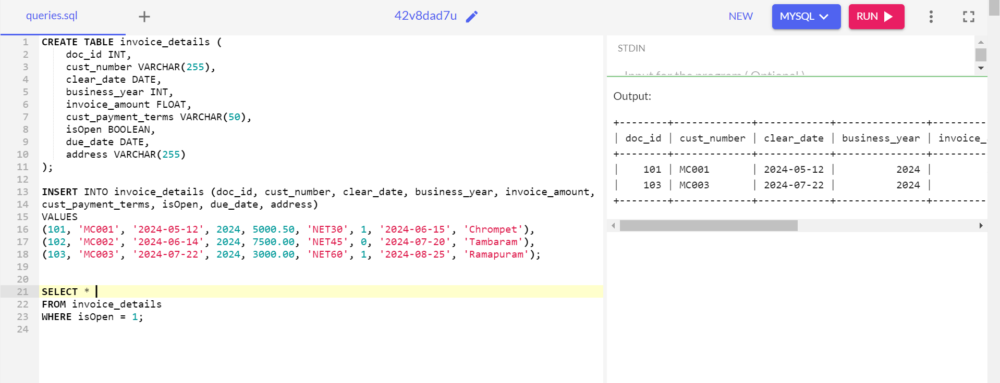 queries.sql
42v8dad7u
NEW
MYSQL
RUN
1 CREATE TABLE invoice_details (
2     doc_id INT,
3     cust_number VARCHAR(255),
4     clear_date DATE,
5     business_year INT,
6     invoice_amount FLOAT,
7     cust_payment_terms VARCHAR(50),
8     isOpen BOOLEAN,
9     due_date DATE,
10     address VARCHAR(255)
11 );
12
13 INSERT INTO invoice_details (doc_id, cust_number, clear_date, business_year, invoice_amount,
14 cust_payment_terms, isOpen, due_date, address)
15 VALUES
16 (101, 'MC001', '2024-05-12', 2024, 5000.50, 'NET30', 1, '2024-06-15', 'Chrompet'),
17 (102, 'MC002', '2024-06-14', 2024, 7500.00, 'NET45', 0, '2024-07-20', 'Tambaram'),
18 (103, 'MC003', '2024-07-22', 2024, 3000.00, 'NET60', 1, '2024-08-25', 'Ramapuram');
19
20
21 SELECT *
22 FROM invoice_details
23 WHERE isOpen = 1;
24
STDIN
Input for the program ( Optional )
Output:
+--------+-------------+------------+---------------+---------
| doc_id | cust_number | clear_date | business_year | invoice_
+--------+-------------+------------+---------------+---------
|    101 | MC001       | 2024-05-12 |          2024 |
|    103 | MC003       | 2024-07-22 |          2024 |
+--------+-------------+------------+---------------+---------